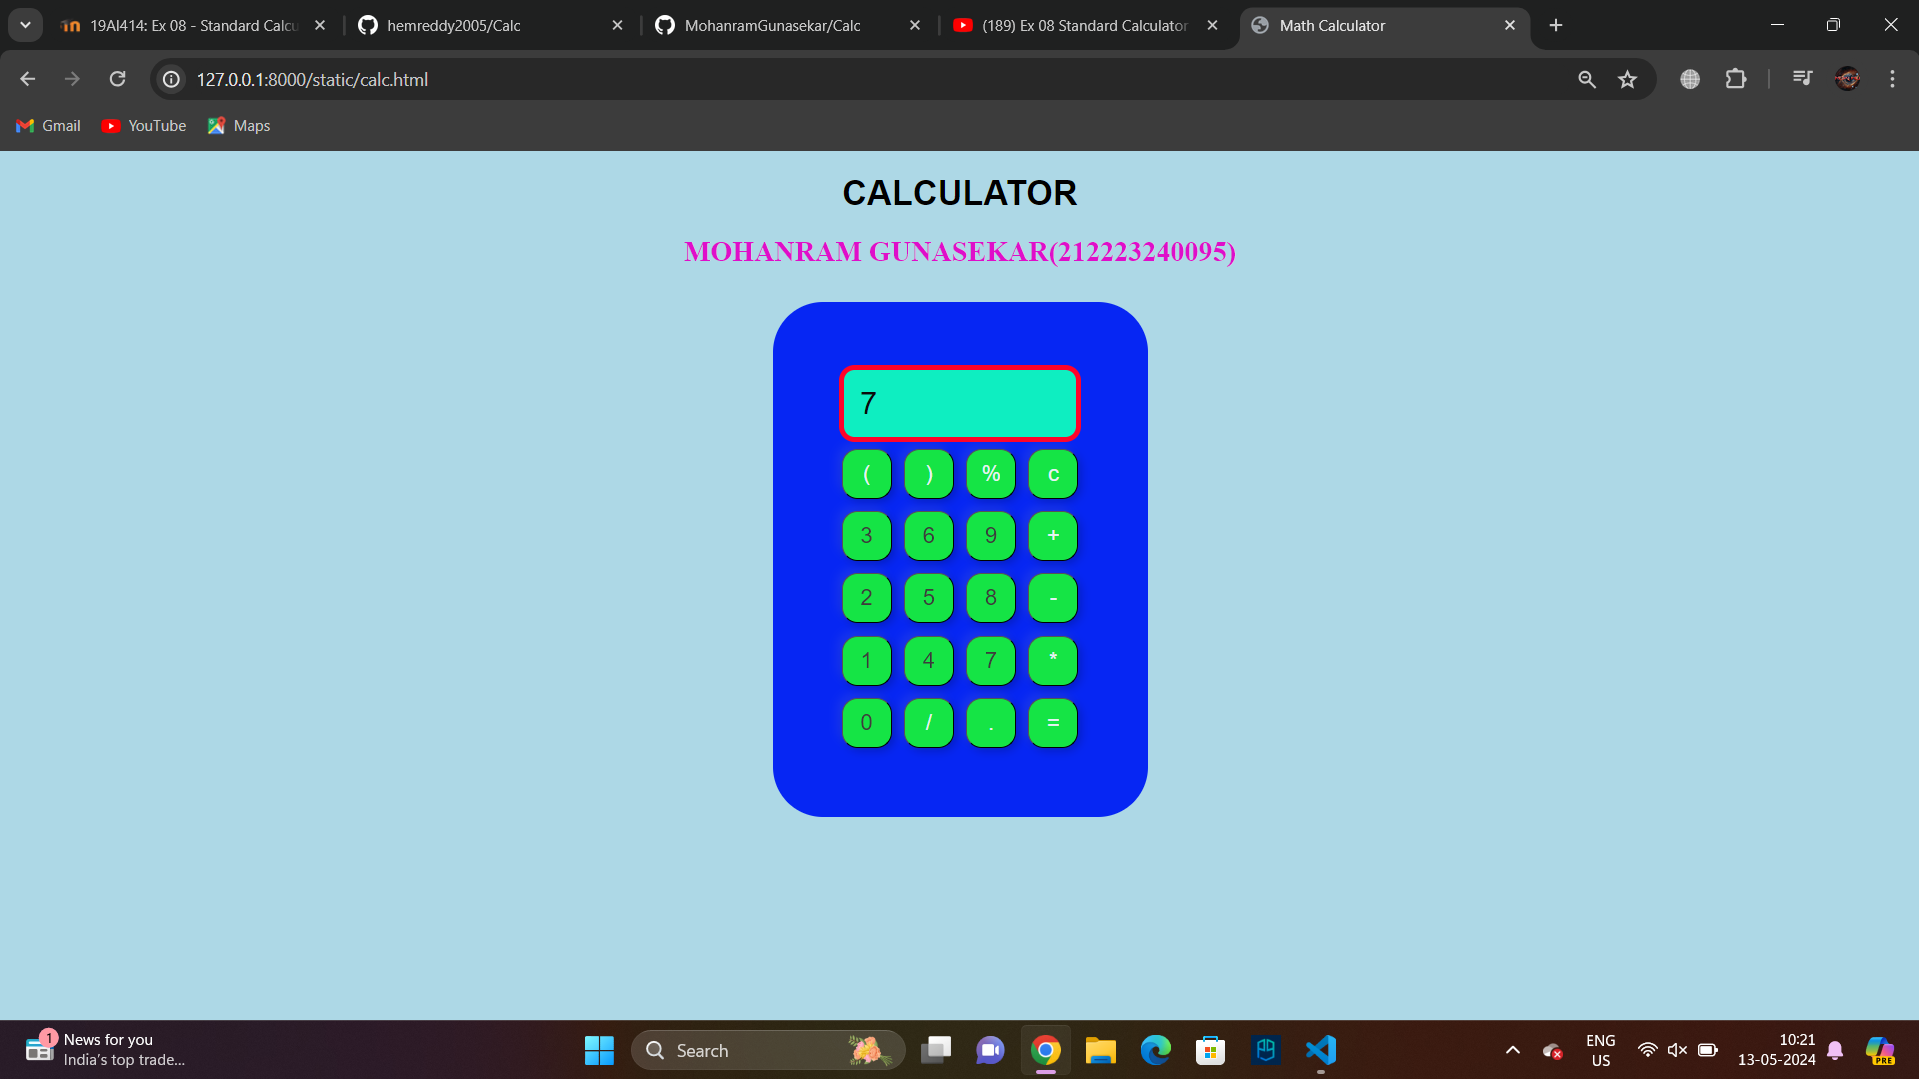 19AI414: Ex 08 - Standard Calcu
hemreddy2005/Calc
MohanramGunasekar/Calc
(189) Ex 08 Standard Calculator
Math Calculator
127.0.0.1:8000/static/calc.html
Gmail
YouTube
Maps
CALCULATOR
MOHANRAM GUNASEKAR(212223240095)
7
( ) % c
3 6 9 +
2 5 8 -
1 4 7 *
0 / . =
1
News for you
India's top trade...
Search
ENG
US
10:21
13-05-2024
PRE